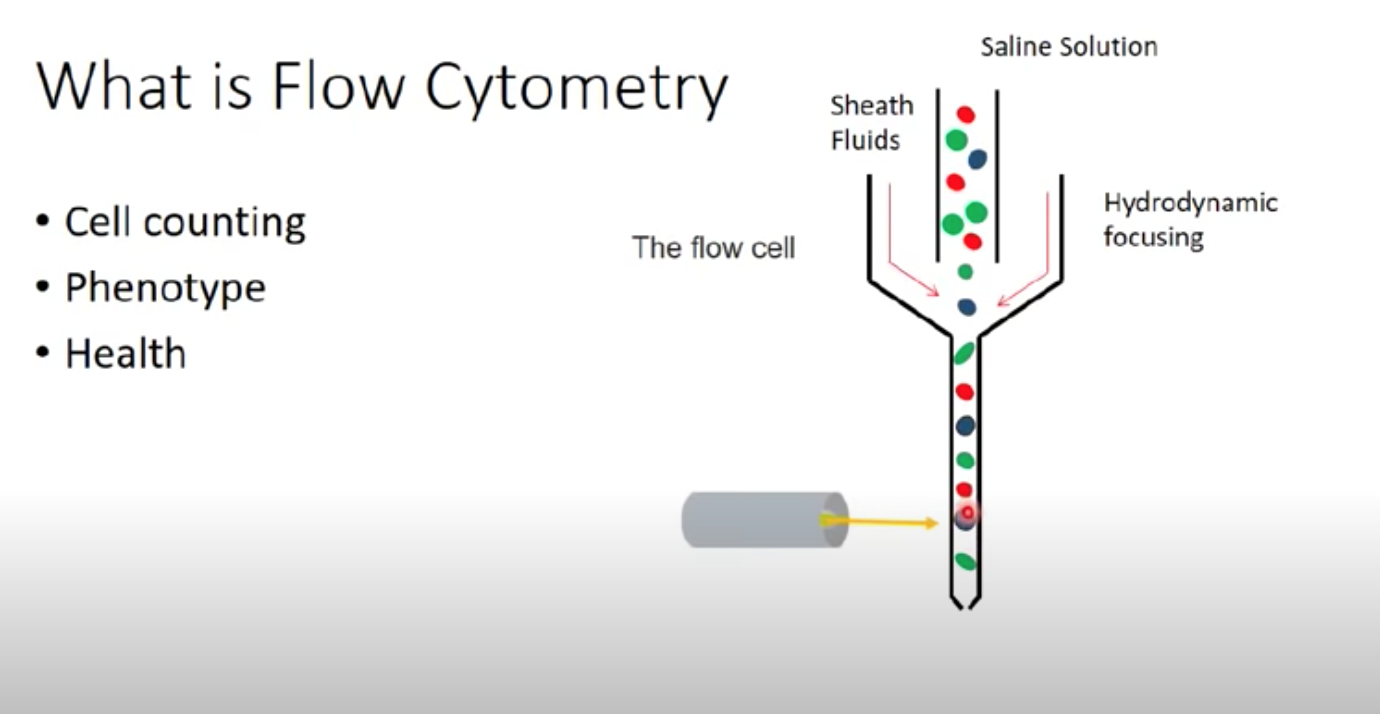 What is Flow Cytometry
• Cell counting
• Phenotype
• Health
Saline Solution
Sheath
Fluids
The flow cell
Hydrodynamic
focusing